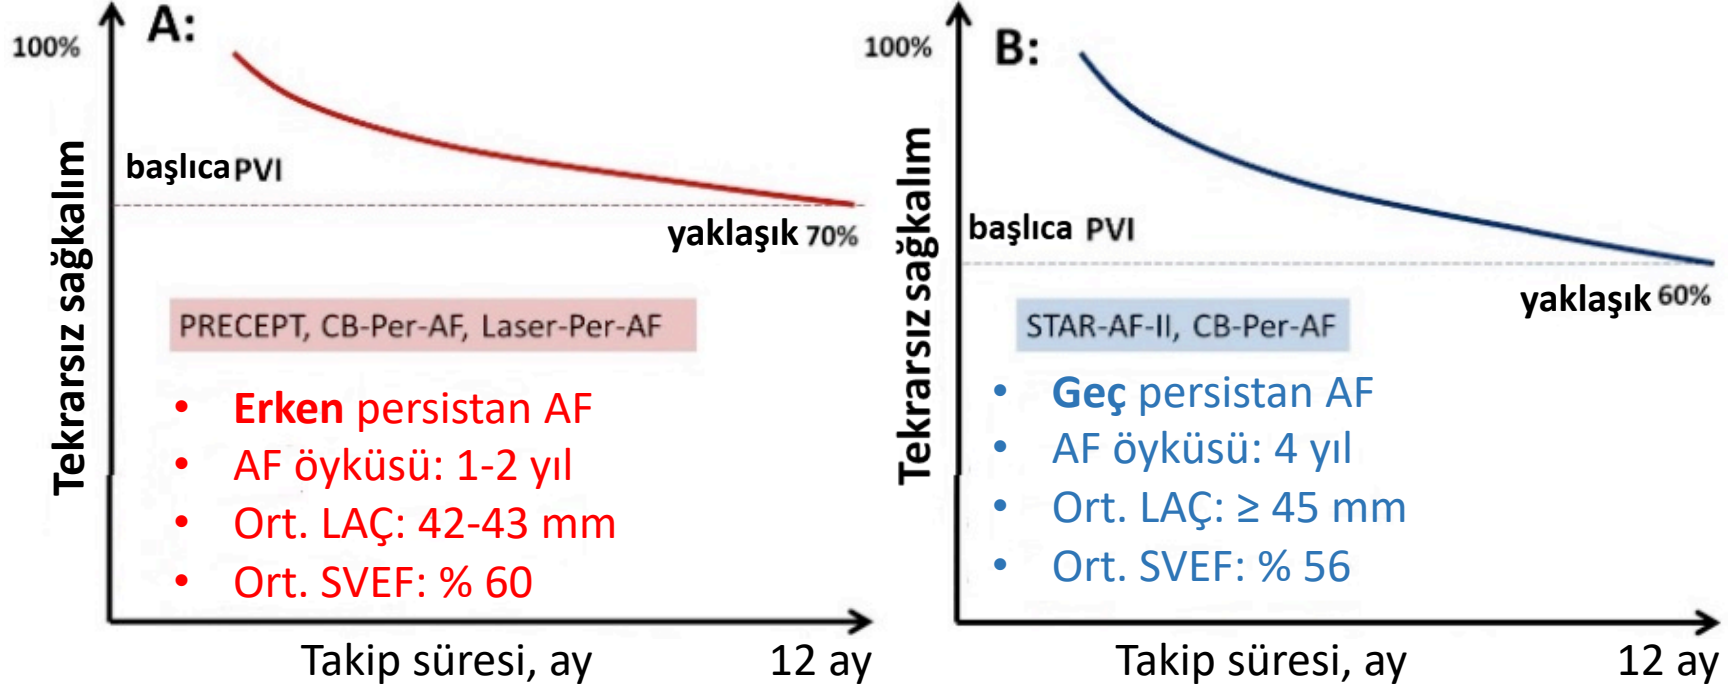 A:
100%
Tekrarsız sağkalım
başlıca PVI
yaklaşık 70%
PRECEPT, CB-Per-AF, Laser-Per-AF
• Erken persistan AF
• AF öyküsü: 1-2 yıl
• Ort. LAÇ: 42-43 mm
• Ort. SVEF: % 60
Takip süresi, ay
12 ay
B:
100%
Tekrarsız sağkalım
başlıca PVI
yaklaşık 60%
STAR-AF-II, CB-Per-AF
• Geç persistan AF
• AF öyküsü: 4 yıl
• Ort. LAÇ: ≥ 45 mm
• Ort. SVEF: % 56
Takip süresi, ay
12 ay